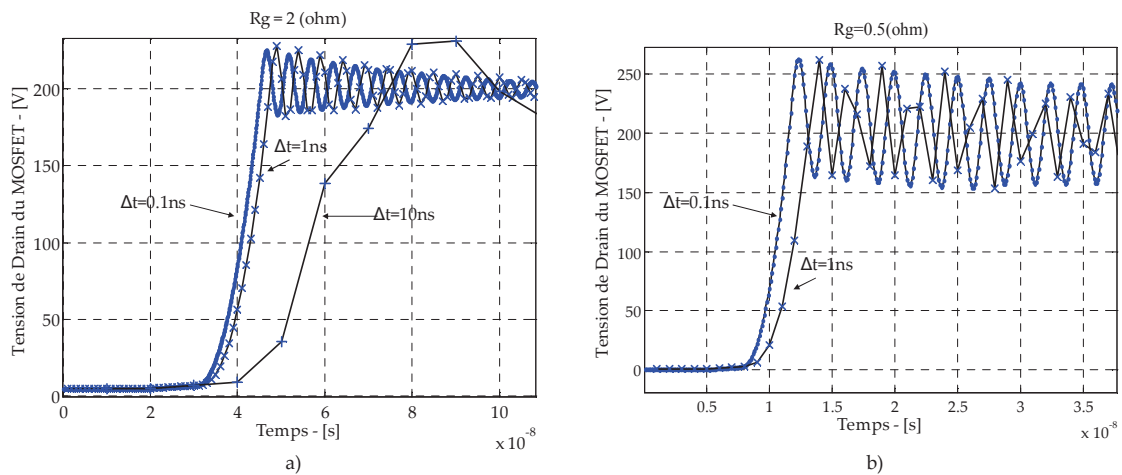 Rg = 2 (ohm)
Tension de Drain du MOSFET - [V]
200
150
100
50
0
Δt=1ns
Δt=0.1ns
Δt=10ns
0
2
4
6
8
10
Temps - [s]
x 10⁻⁸
a)
Rg=0.5(ohm)
Tension de Drain du MOSFET - [V]
250
200
150
100
50
0
Δt=0.1ns
Δt=1ns
0.5
1
1.5
2
2.5
3
3.5
Temps - [s]
x 10⁻⁸
b)